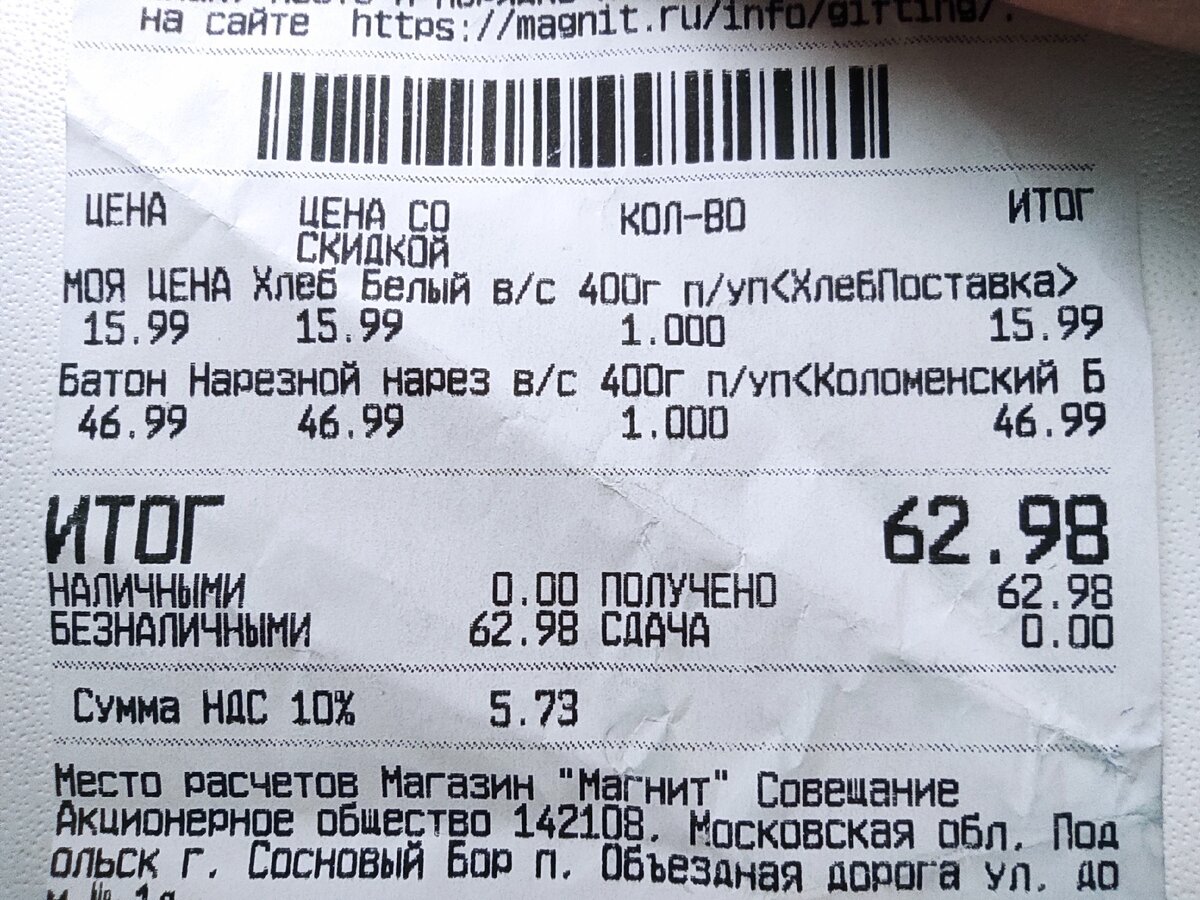 на сайте https://magnit.ru/info/gifting/.
ЦЕНА ЦЕНА СО СКИДКОЙ КОЛ-ВО ИТОГ
МОЯ ЦЕНА Хлеб Белый в/с 400г п/уп<ХлебПоставка>
15.99 15.99 1.000 15.99
Батон Нарезной нарез в/с 400г п/уп<Коломенский Б
46.99 46.99 1.000 46.99
ИТОГ 62.98
НАЛИЧНЫМИ 0.00 ПОЛУЧЕНО 62.98
БЕЗНАЛИЧНЫМИ 62.98 СДАЧА 0.00
Сумма НДС 10% 5.73
Место расчетов Магазин "Магнит" Совещание
Акционерное общество 142108, Московская обл, Под
ольск г, Сосновый Бор п, Объездная дорога ул, до